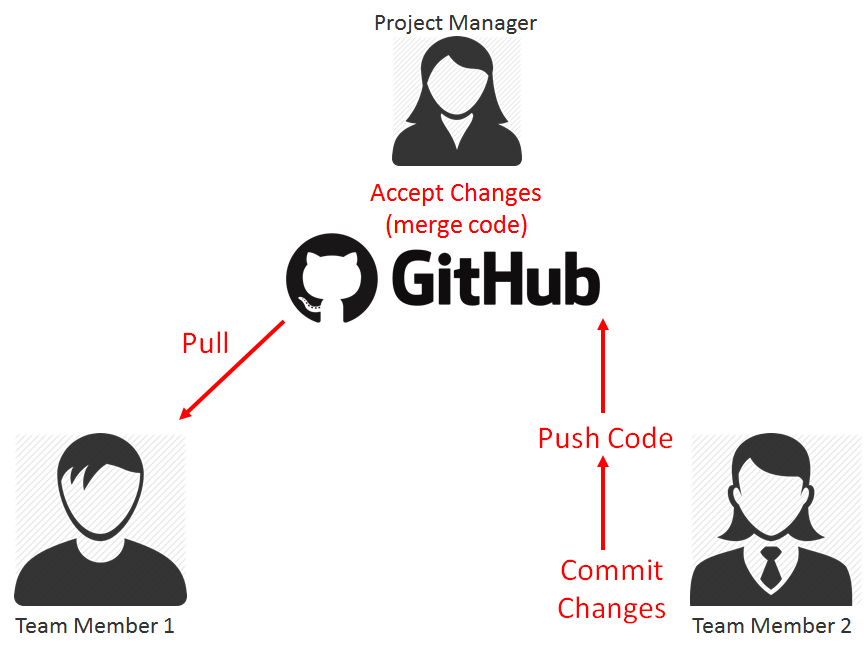 Project Manager
Accept Changes
(merge code)
GitHub
Pull
Push Code
Commit
Changes
Team Member 1
Team Member 2